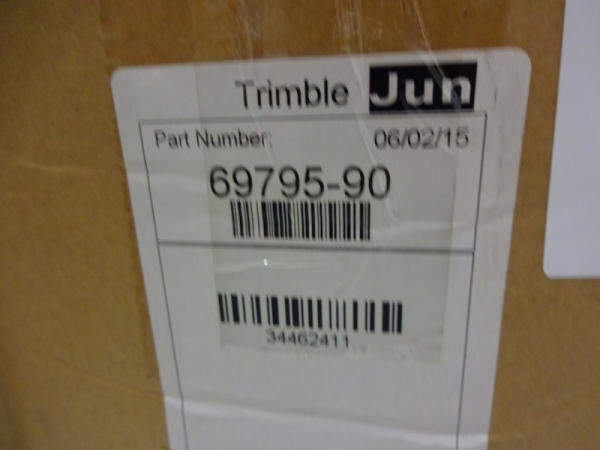 Trimble Jun
Part Number: 06/02/15
69795-90
34462411